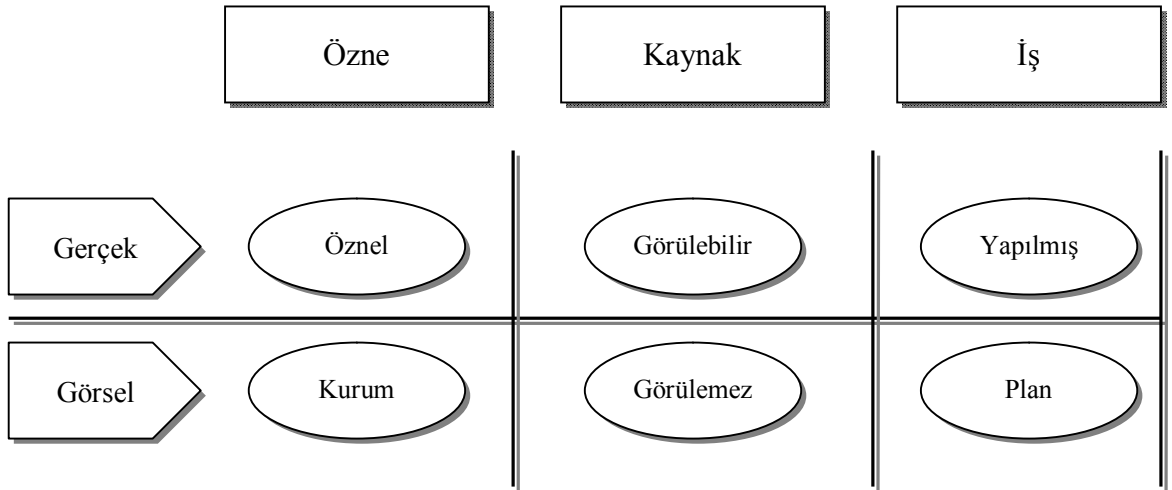 Özne
Kaynak
İş
Gerçek
Öznel
Görülebilir
Yapılmış
Görsel
Kurum
Görülemez
Plan